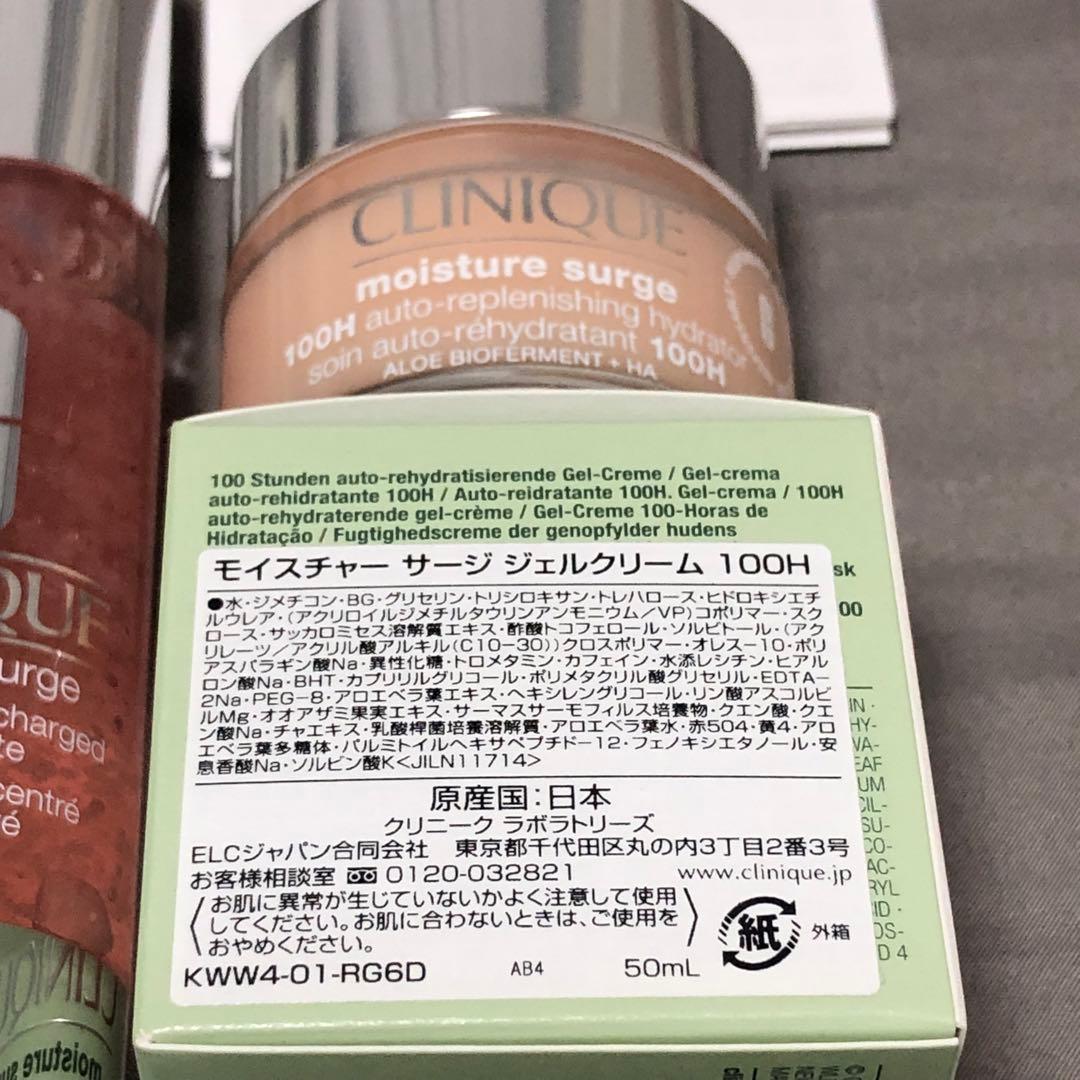 CLINIQUE
moisture surge
100H auto-replenishing hydrator
soin auto-réhydratant 100H
ALOE BIOFERMENT + HA
QUE
surge
charged
centré
CLINIQUE
moisture su
100 Stunden auto-rehydratisierende Gel-Creme / Gel-crema
auto-rehidratante 100H / Auto-reidratante 100H. Gel-crema / 100H
auto-rehydraterende gel-crème / Gel-Creme 100-Horas de
Hidratação / Fugtighedscreme der genopfylder hudens
sk
00
モイスチャー サージ ジェルクリーム 100H
●水・ジメチコン・BG・グリセリン・トリシロキサン・トレハロース・ヒドロキシエチ
ルウレア・(アクリロイルジメチルタウリンアンモニウム/VP)コポリマー・スク
ロース・サッカロミセス溶解質エキス・酢酸トコフェロール・ソルビトール・(アク
リレーツ/アクリル酸アルキル(C10-30))クロスポリマー・オレス-10・ポリ
アスパラギン酸Na・異性化糖・トロメタミン・カフェイン・水添レシチン・ヒアル
ロン酸Na・BHT・カプリリルグリコール・ポリメタクリル酸グリセリル・EDTA-
2Na・PEG-8・アロエベラ葉エキス・ヘキシレングリコール・リン酸アスコルビ
ルMg・オオアザミ果実エキス・サーマスサーモフィルス培養物・クエン酸・クエ
ン酸Na・チャエキス・乳酸桿菌培養溶解質・アロエベラ葉水・赤504・黄4・アロ
エベラ葉多糖体・パルミトイルヘキサペプチド-12・フェノキシエタノール・安
息香酸Na・ソルビン酸K<JILN11714>
原産国:日本
クリニーク ラボラトリーズ
ELCジャパン合同会社 東京都千代田区丸の内3丁目2番3号
お客様相談室 0120-032821 www.clinique.jp
お肌に異常が生じていないかよく注意して使用
してください。お肌に合わないときは、ご使用を
おやめください。
紙 外箱
KWW4-01-RG6D AB4 50mL
IN ·
HY-
VA-
EAF
UM
CIL-
SU-
CO-
AC-
RYL
ID ·
OS-
D 4